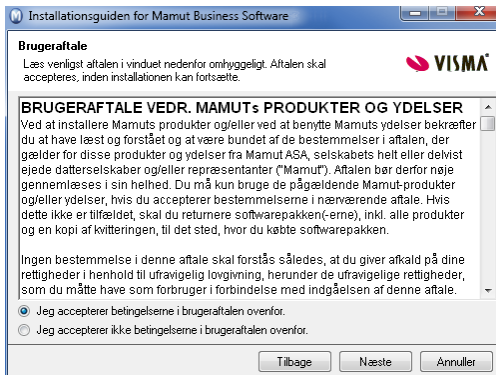 Installationsguiden for Mamut Business Software
Brugeraftale
Læs venligst aftalen i vinduet nedenfor omhyggeligt. Aftalen skal
accepteres, inden installationen kan fortsætte.
VISMA
BRUGERAFTALE VEDR. MAMUTs PRODUKTER OG YDELSER
Ved at installere Mamuts produkter og/eller ved at benytte Mamuts ydelser bekræfter
du at have læst og forstået og at være bundet af de bestemmelser i aftalen, der
gælder for disse produkter og ydelser fra Mamut ASA, selskabets helt eller delvist
ejede datterselskaber og/eller repræsentanter ("Mamut"). Aftalen bør derfor nøje
gennemlæses i sin helhed. Du må kun bruge de pågældende Mamut-produkter
og/eller ydelser, hvis du accepterer bestemmelserne i nærværende aftale. Hvis
dette ikke er tilfældet, skal du returnere softwarepakken(-erne), inkl. alle produkter
og en kopi af kvitteringen, til det sted, hvor du købte softwarepakken.
Ingen bestemmelse i denne aftale skal forstås således, at du giver afkald på dine
rettigheder i henhold til ufravigelig lovgivning, herunder de ufravigelige rettigheder,
som du måtte have som forbruger i forbindelse med indgåelsen af denne aftale.
Jeg accepterer betingelserne i brugeraftalen ovenfor.
Jeg accepterer ikke betingelserne i brugeraftalen ovenfor.
Tilbage
Næste
Annuller